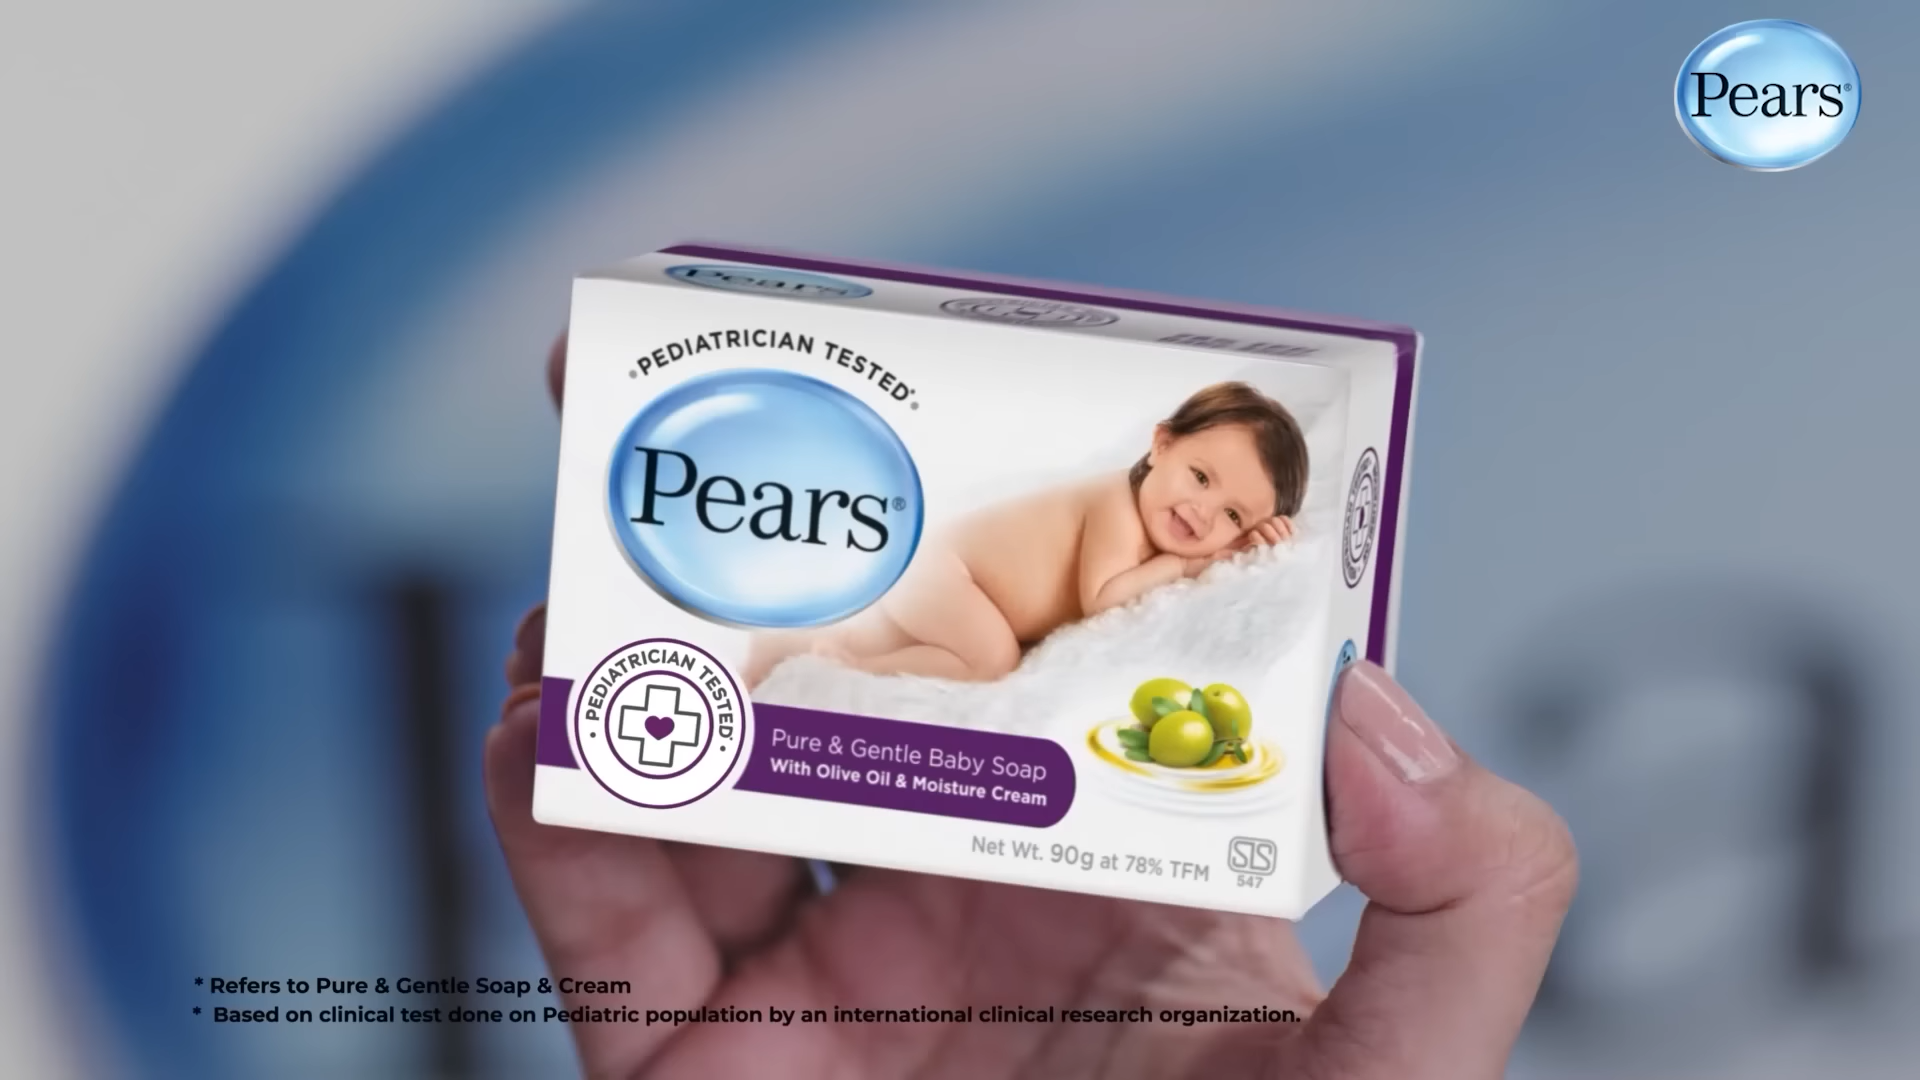 Pears®
Pears
•PEDIATRICIAN TESTED*•
Pears®
• PEDIATRICIAN TESTED* •
Pure & Gentle Baby Soap
With Olive Oil & Moisture Cream
Net Wt. 90g at 78% TFM
SLS
547
* Refers to Pure & Gentle Soap & Cream
* Based on clinical test done on Pediatric population by an international clinical research organization.